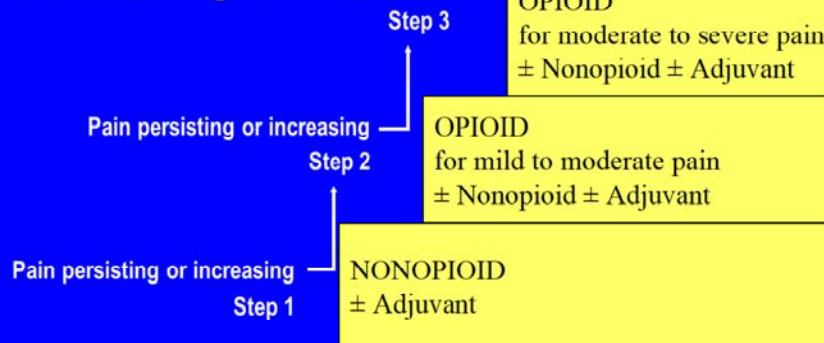 OPIOID
Step 3
for moderate to severe pain
± Nonopioid ± Adjuvant
Pain persisting or increasing
OPIOID
Step 2
for mild to moderate pain
± Nonopioid ± Adjuvant
Pain persisting or increasing
NONOPIOID
Step 1
± Adjuvant